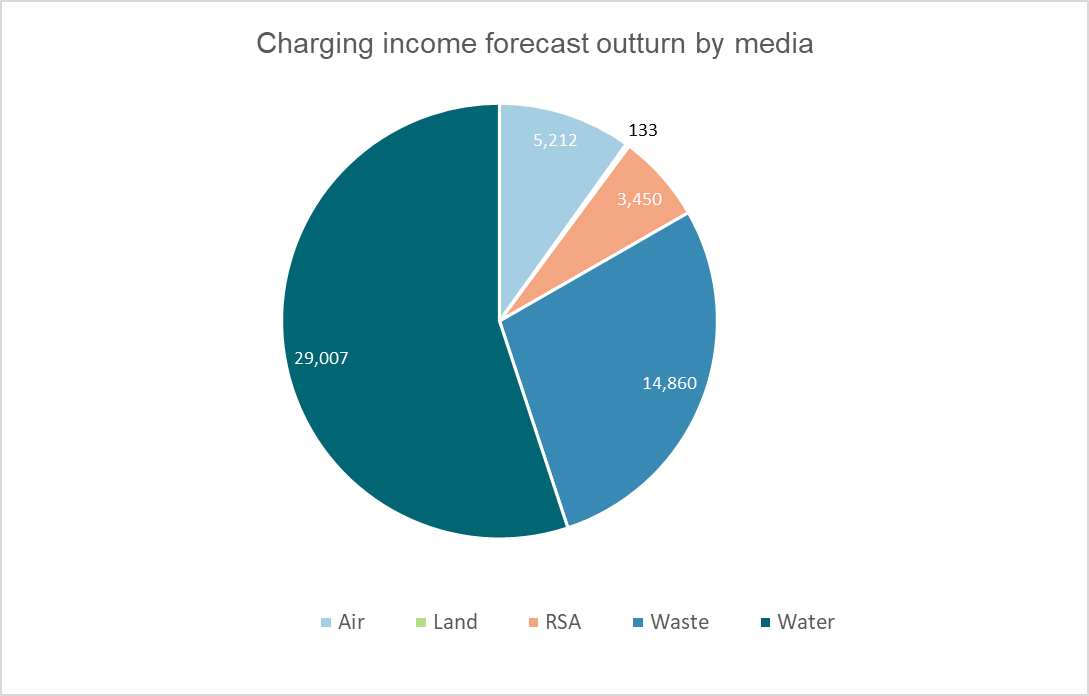 Charging income forecast outturn by media
133
5,212
3,450
29,007
14,860
Air Land RSA Waste Water